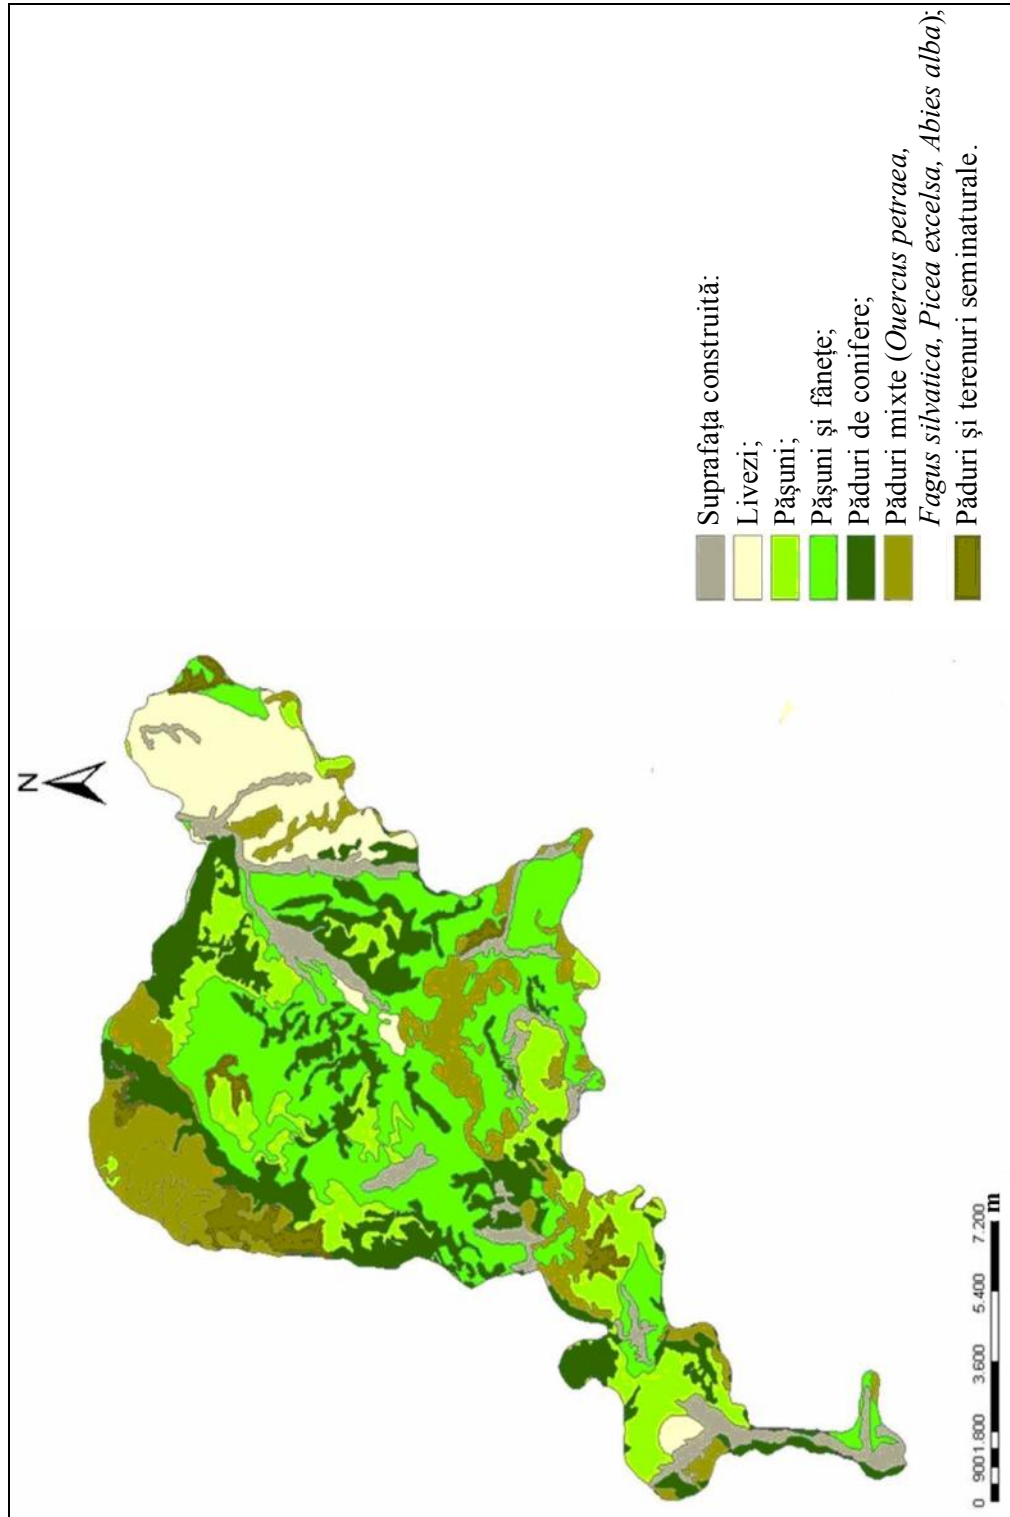 N
Suprafața construită:
Livezi;
Pășuni;
Pășuni și fânețe;
Păduri de conifere;
Păduri mixte (Ouercus petraea,
Fagus silvatica, Picea excelsa, Abies alba);
Păduri și terenuri seminaturale.
0 900 1.800 3.600 5.400 7.200 m